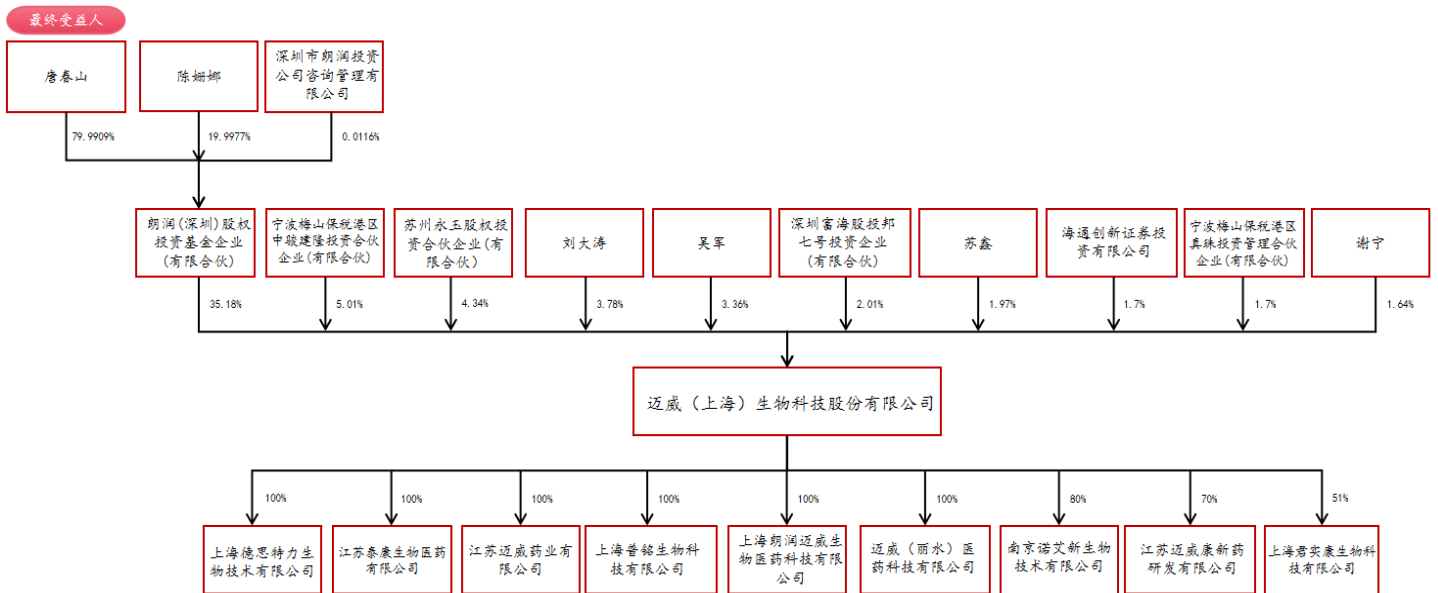 最终受益人
唐春山
陈姗娜
深圳市朗润投资
公司咨询管理有
限公司
79.9909%
19.9977%
0.0116%
朗润(深圳)股权
投资基金企业
(有限合伙)
宁波梅山保税港区
中骏建隆投资合伙
企业(有限合伙)
苏州永玉股权投
资合伙企业(有
限合伙）
刘大涛
吴军
深圳富海股投邦
七号投资企业
(有限合伙)
苏鑫
海通创新证券投
资有限公司
宁波梅山保税港区
真珠投资管理合伙
企业(有限合伙)
谢宁
35.18%
5.01%
4.34%
3.78%
3.36%
2.01%
1.97%
1.7%
1.7%
1.64%
迈威（上海）生物科技股份有限公司
100%
100%
100%
100%
100%
100%
80%
70%
51%
上海德思特力生
物技术有限公司
江苏泰康生物医药
有限公司
江苏迈威药业有
限公司
上海普铭生物科
技有限公司
上海朗润迈威生
物医药科技有限
公司
迈威（丽水）医
药科技有限公司
南京诺艾新生物
技术有限公司
江苏迈威康新药
研发有限公司
上海君实康生物科
技有限公司